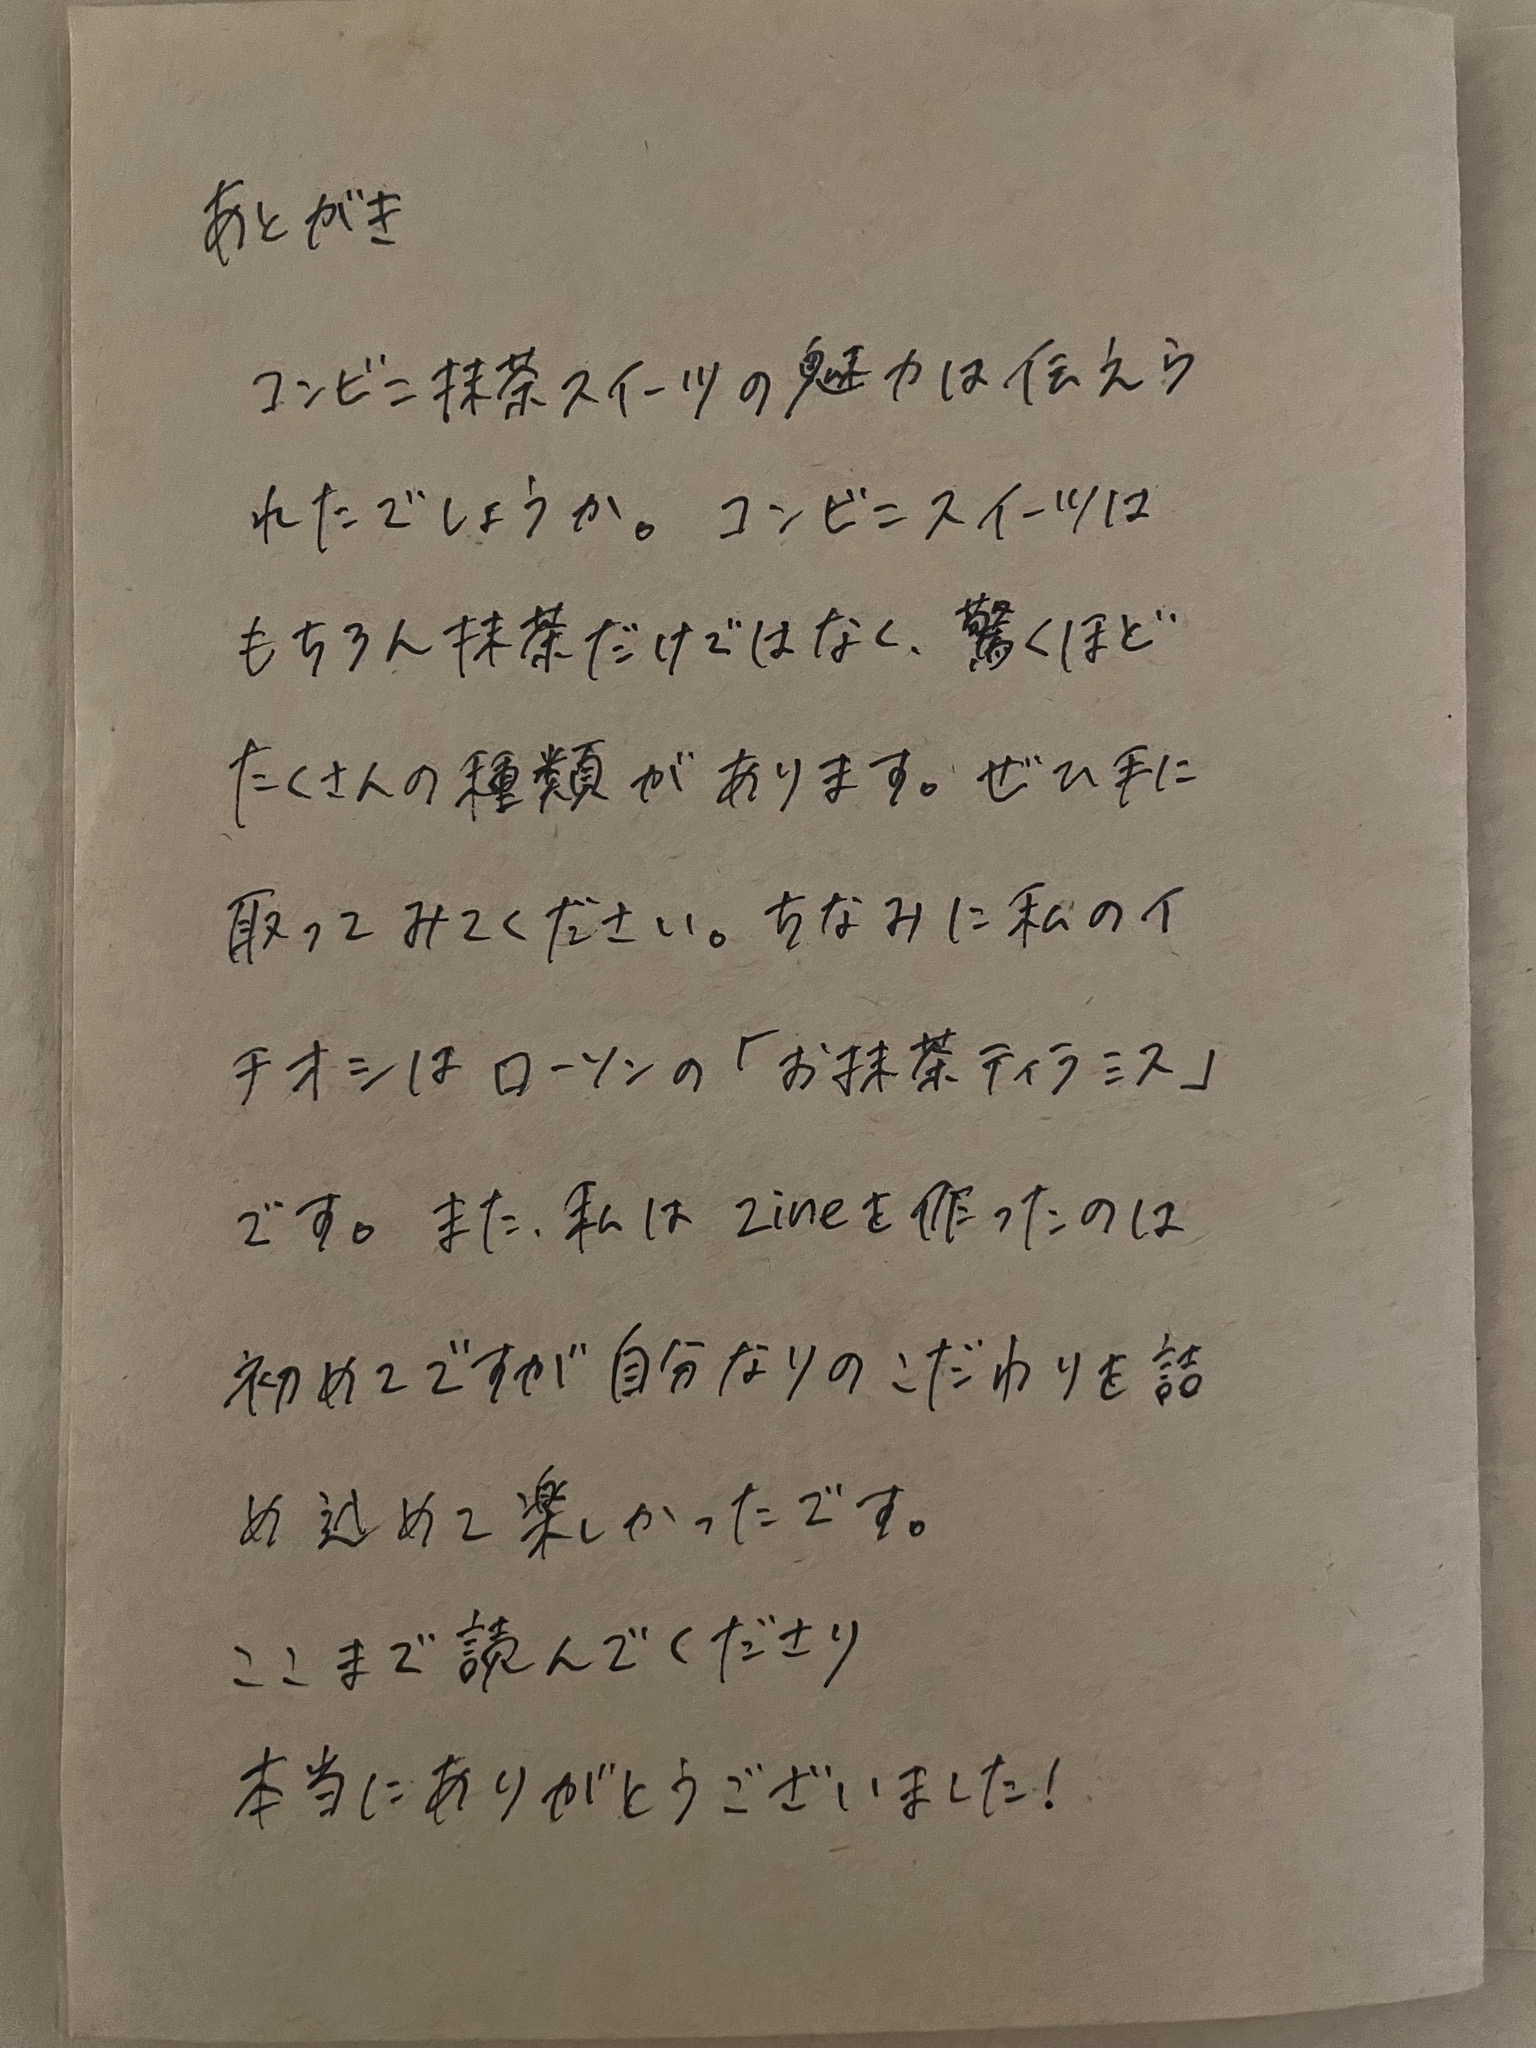 あとがき
コンビニ抹茶スイーツの魅力は伝えら
れたでしょうか。コンビニスイーツは
もちろん抹茶だけではなく、驚くほど
たくさんの種類があります。ぜひ手に
取ってみてください。ちなみに私のイ
チオシはローソンの「お抹茶ティラミス」
です。また、私はzineを作ったのは
初めてですが自分なりのこだわりを詰
め込めて楽しかったです。
ここまで読んでくださり
本当にありがとうございました!